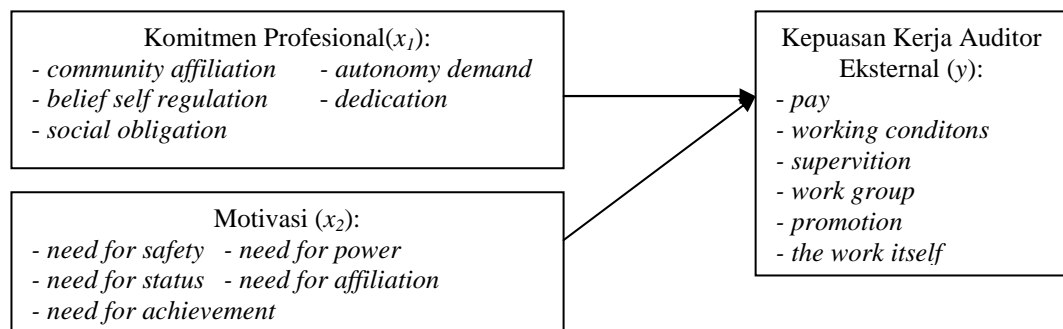 Komitmen Profesional(x1):
- community affiliation - autonomy demand
- belief self regulation - dedication
- social obligation
Motivasi (x2):
- need for safety - need for power
- need for status - need for affiliation
- need for achievement
Kepuasan Kerja Auditor
Eksternal (y):
- pay
- working conditons
- supervition
- work group
- promotion
- the work itself